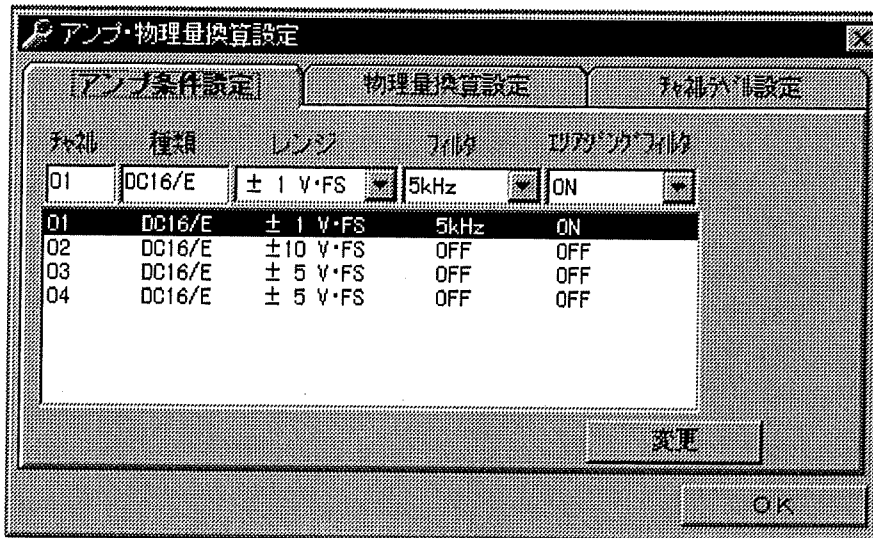 アンプ・物理量換算設定
アンプ条件設定 物理量換算設定 ﾁｬﾈﾙﾗﾍﾞﾙ設定
ﾁｬﾈﾙ 種類 レンジ ﾌｨﾙﾀ ｴﾘｱｼﾞﾝｸﾞﾌｨﾙﾀ
01 DC16/E ± 1 V・FS 5kHz ON
01 DC16/E ± 1 V・FS 5kHz ON
02 DC16/E ±10 V・FS OFF OFF
03 DC16/E ± 5 V・FS OFF OFF
04 DC16/E ± 5 V・FS OFF OFF
変更
OK